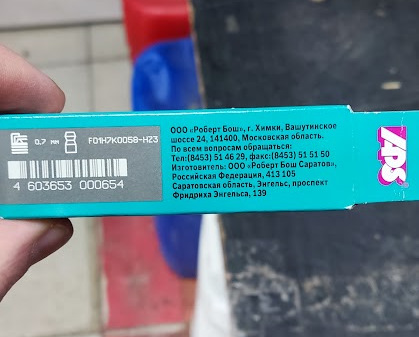 0.7 мм
F01H7K0058-HZ3
4 603653 000654
ООО «Роберт Бош», г. Химки, Вашутинское
шоссе 24, 141400, Московская область.
По всем вопросам обращаться:
Тел:(8453) 51 46 29, факс:(8453) 51 51 50
Изготовитель: ООО «Роберт Бош Саратов»,
Российская Федерация, 413 105
Саратовская область, Энгельс, проспект
Фридриха Энгельса, 139